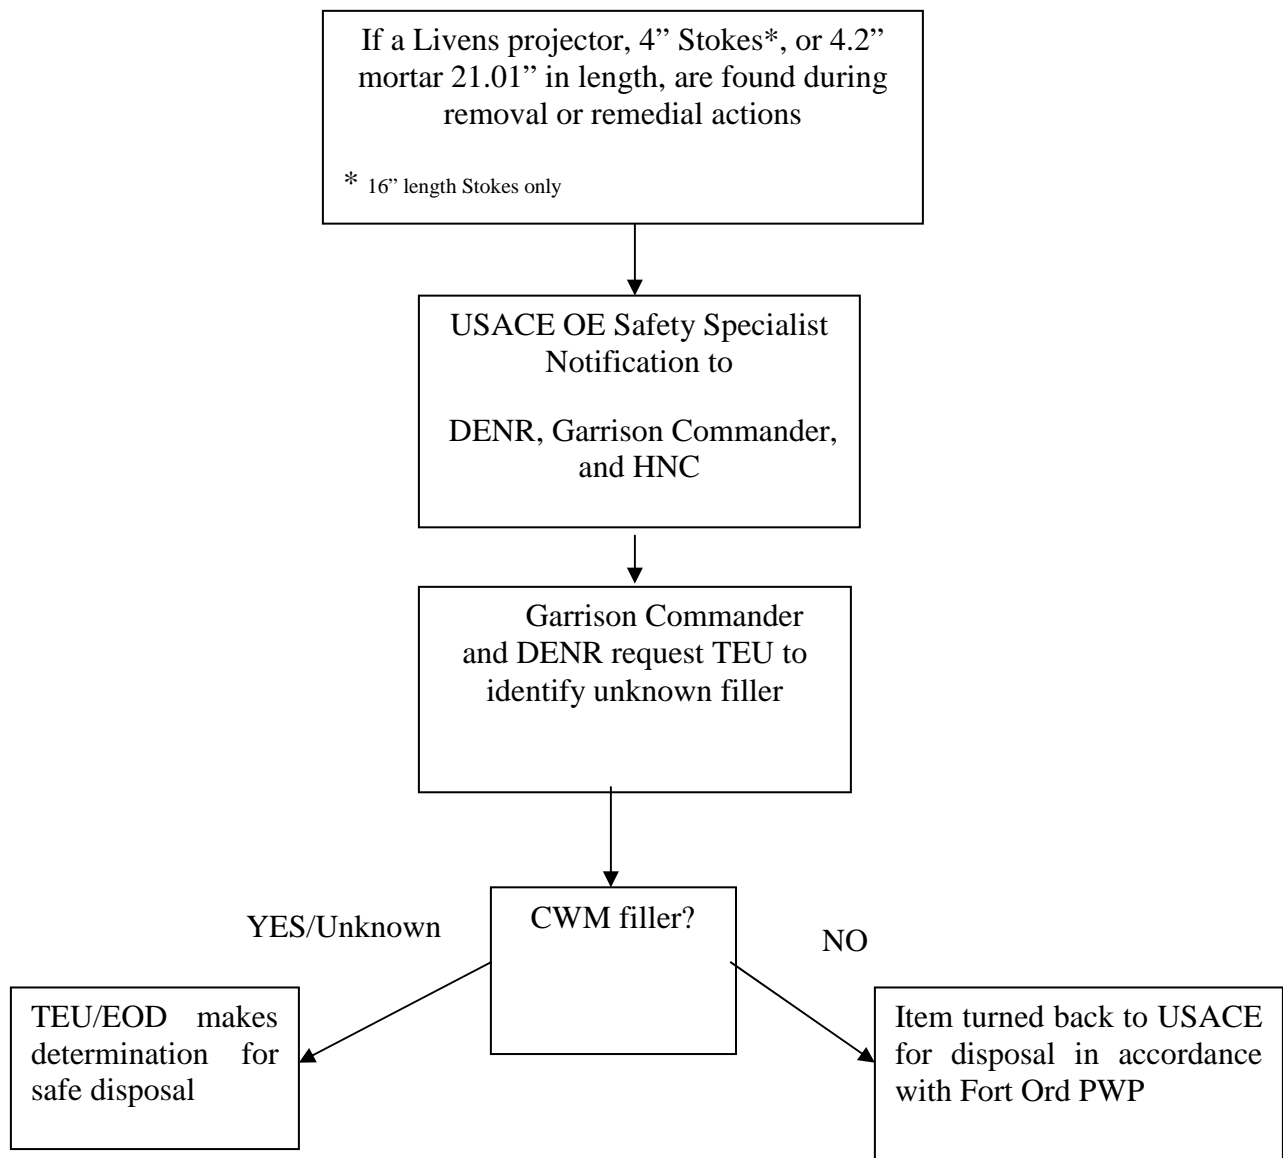 If a Livens projector, 4” Stokes*, or 4.2”
mortar 21.01” in length, are found during
removal or remedial actions
* 16” length Stokes only
USACE OE Safety Specialist
Notification to
DENR, Garrison Commander,
and HNC
Garrison Commander
and DENR request TEU to
identify unknown filler
CWM filler?
YES/Unknown
NO
TEU/EOD makes
determination for
safe disposal
Item turned back to USACE
for disposal in accordance
with Fort Ord PWP